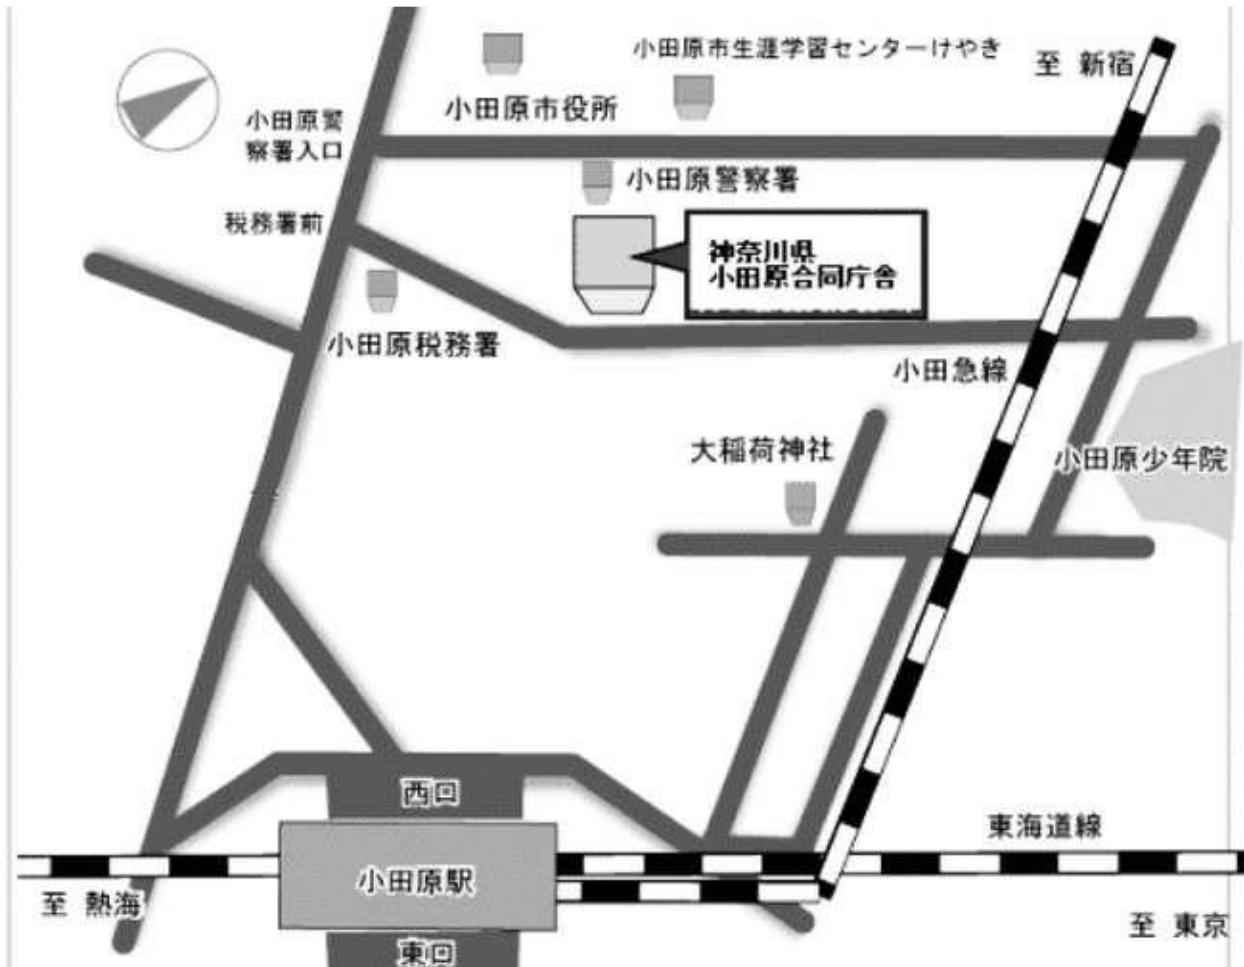 小田原市生涯学習センターけやき
至 新宿
小田原市役所
小田原警
察署入口
小田原警察署
税務署前
神奈川県
小田原合同庁舎
小田原税務署
小田急線
大稲荷神社
小田原少年院
西口
東海道線
小田原駅
至 熱海
至 東京
東口